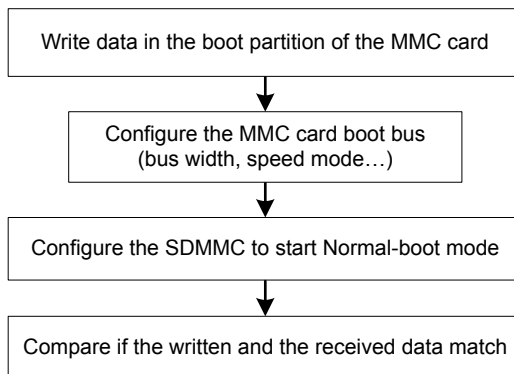 Write data in the boot partition of the MMC card
Configure the MMC card boot bus
(bus width, speed mode…)
Configure the SDMMC to start Normal-boot mode
Compare if the written and the received data match